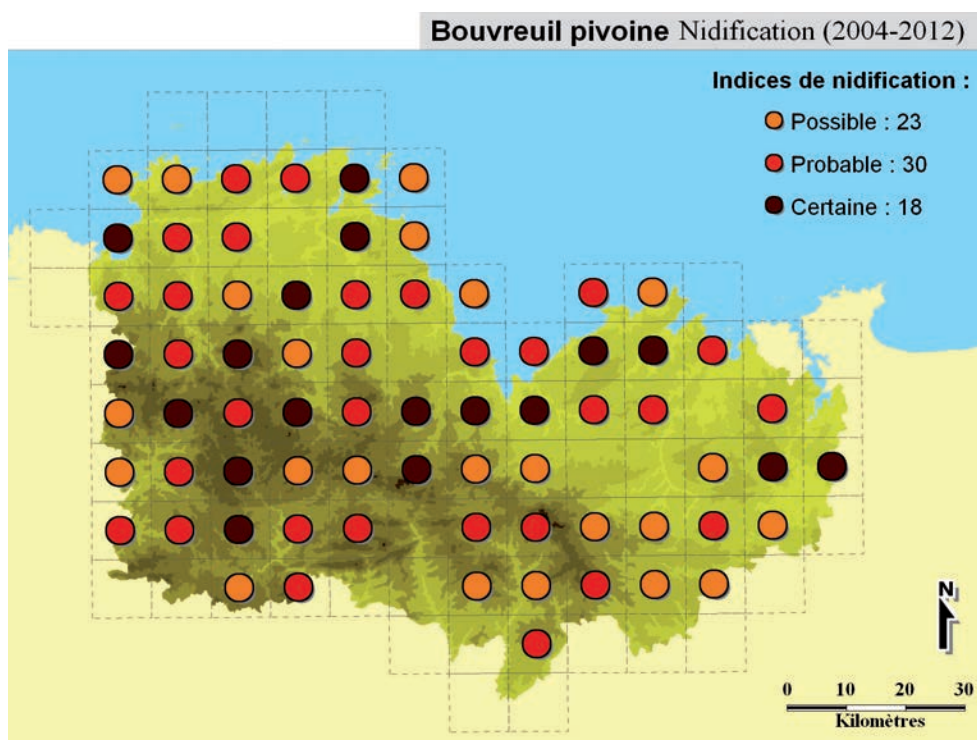 Bouvreuil pivoine Nidification (2004-2012)
Indices de nidification :
Possible : 23
Probable : 30
Certaine : 18
N
0 10 20 30
Kilomètres